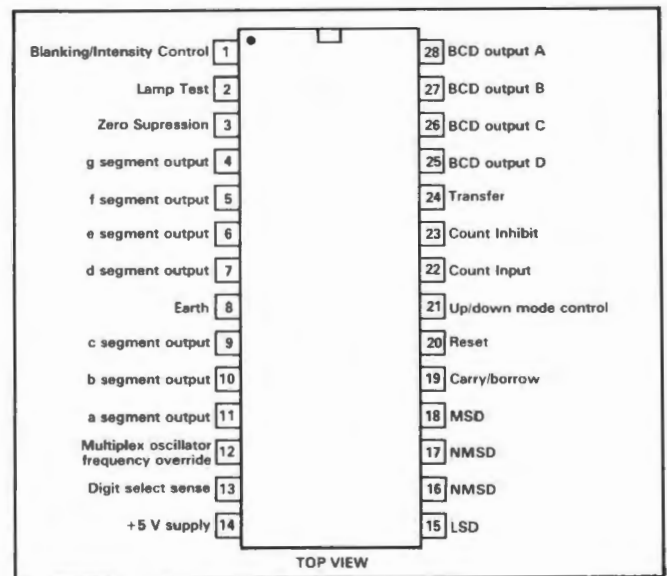 Blanking/Intensity Control 1
Lamp Test 2
Zero Supression 3
g segment output 4
f segment output 5
e segment output 6
d segment output 7
Earth 8
c segment output 9
b segment output 10
a segment output 11
Multiplex oscillator
frequency override 12
Digit select sense 13
+5 V supply 14
28 BCD output A
27 BCD output B
26 BCD output C
25 BCD output D
24 Transfer
23 Count Inhibit
22 Count Input
21 Up/down mode control
20 Reset
19 Carry/borrow
18 MSD
17 NMSD
16 NMSD
15 LSD
TOP VIEW